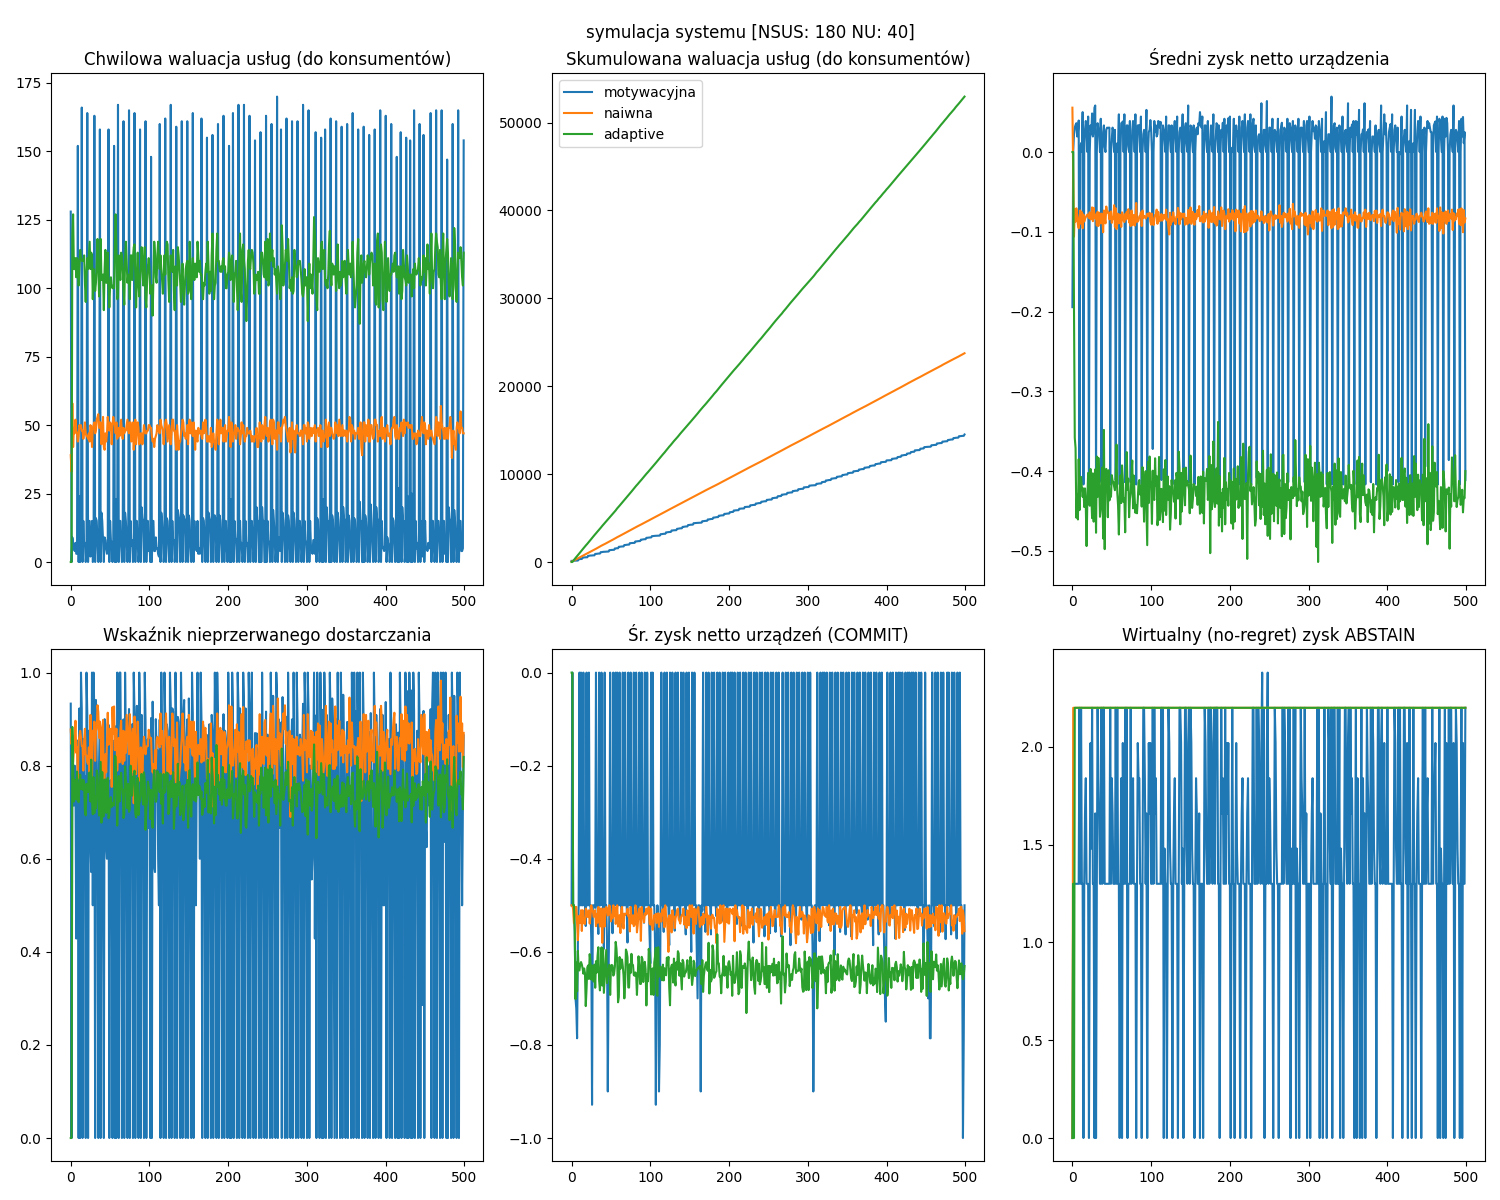 symulacja systemu [NSUS: 180 NU: 40]
Chwilowa waluacja usług (do konsumentów)
175
150
125
100
75
50
25
0
0 100 200 300 400 500
Skumulowana waluacja usług (do konsumentów)
motywacyjna
naiwna
adaptive
50000
40000
30000
20000
10000
0
0 100 200 300 400 500
Średni zysk netto urządzenia
0.0
−0.1
−0.2
−0.3
−0.4
−0.5
0 100 200 300 400 500
Wskaźnik nieprzerwanego dostarczania
1.0
0.8
0.6
0.4
0.2
0.0
0 100 200 300 400 500
Śr. zysk netto urządzeń (COMMIT)
0.0
−0.2
−0.4
−0.6
−0.8
−1.0
0 100 200 300 400 500
Wirtualny (no-regret) zysk ABSTAIN
2.0
1.5
1.0
0.5
0.0
0 100 200 300 400 500